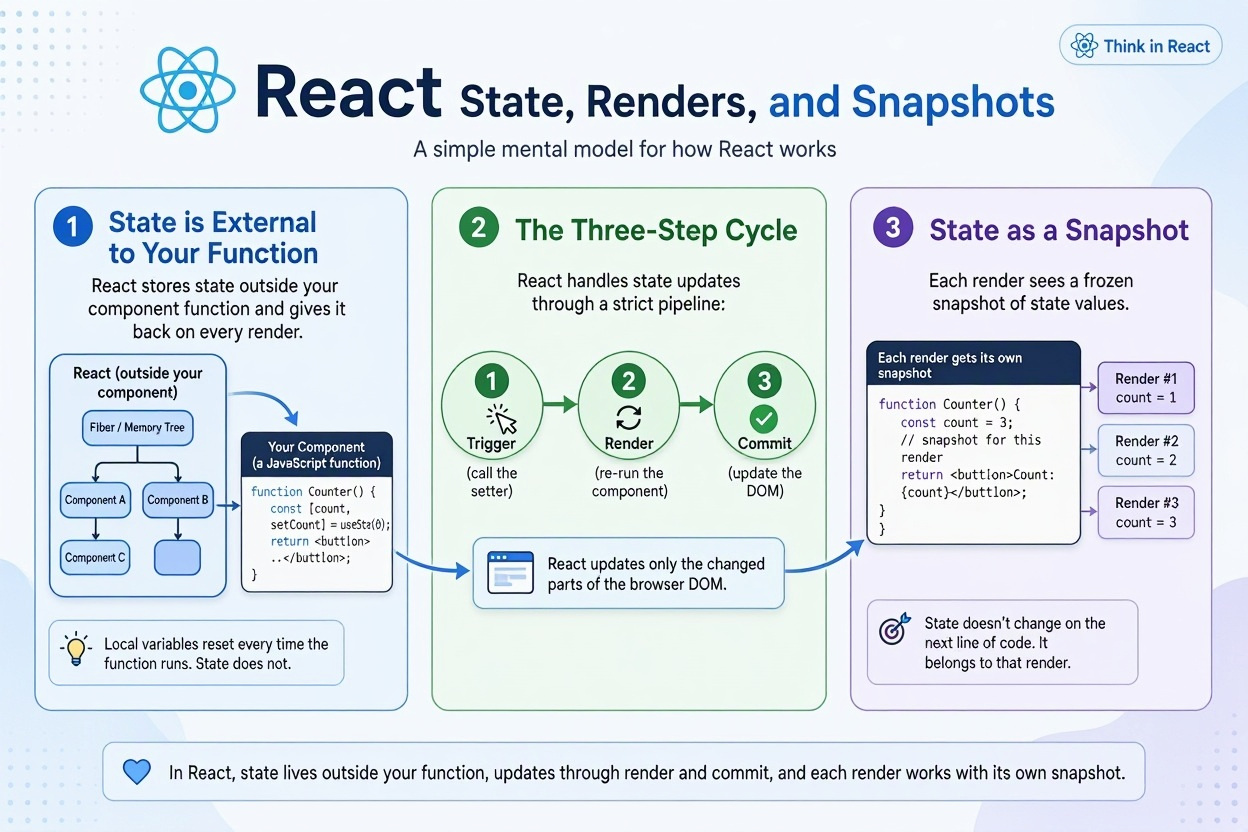 Think in React
React State, Renders, and Snapshots
A simple mental model for how React works
1
State is External
to Your Function
React stores state outside your
component function and gives it
back on every render.
React (outside your
component)
Fiber / Memory Tree
Component A
Component B
Component C
Your Component
(a JavaScript function)
function Counter() {
const [count,
setCount] = useSta(0);
return <buttlon>
..</buttlon>;
}
Local variables reset every time the
function runs. State does not.
2
The Three-Step Cycle
React handles state updates
through a strict pipeline:
1
Trigger
(call the
setter)
2
Render
(re-run the
component)
3
Commit
(update the
DOM)
React updates only the changed
parts of the browser DOM.
3
State as a Snapshot
Each render sees a frozen
snapshot of state values.
Each render gets its own
snapshot
function Counter() {
const count = 3;
// snapshot for this
render
return <buttlon>Count:
{count}</buttlon>;
}
}
Render #1
count = 1
Render #2
count = 2
Render #3
count = 3
State doesn't change on the
next line of code. It
belongs to that render.
In React, state lives outside your function, updates through render and commit, and each render works with its own snapshot.